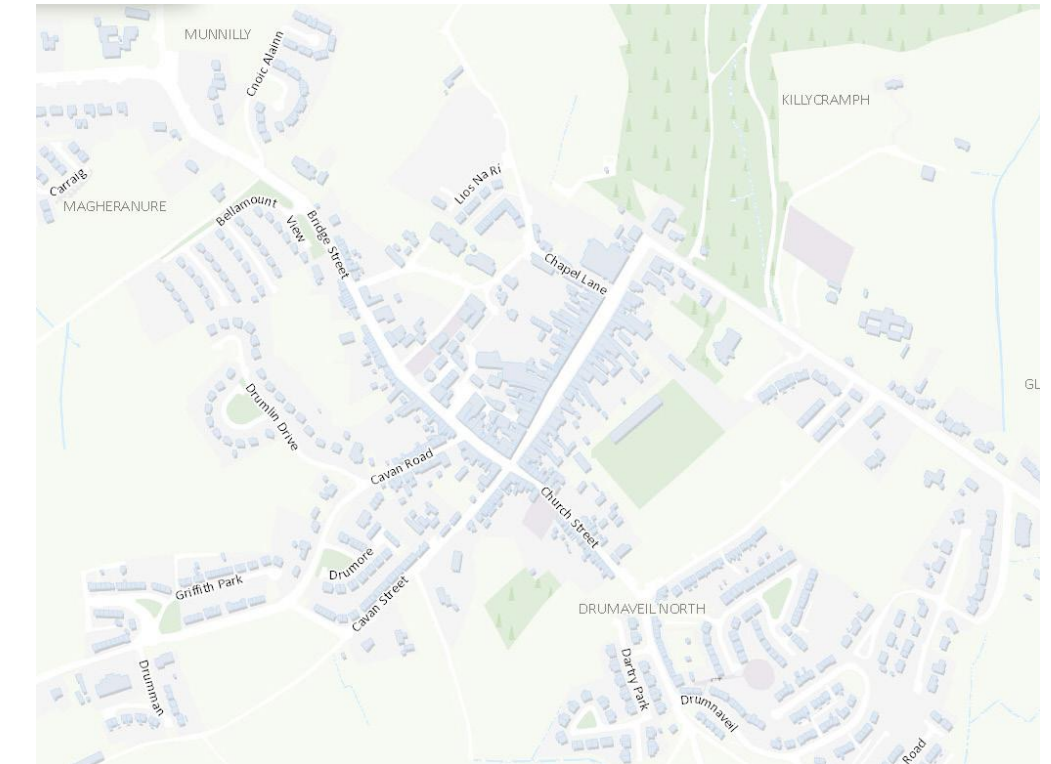 MUNNILLY
Cnoic Alainn
KILLYCRAMPH
Carraig
MAGHERANURE
Lios Na Ri
Bellamount
View
Bridge Street
Chapel Lane
GL
Drumlin Drive
Cavan Road
Church Street
Drumore
Griffith Park
Cavan Street
DRUMAVEIL NORTH
Drumman
Dartry Park
Drumnaveil
Road